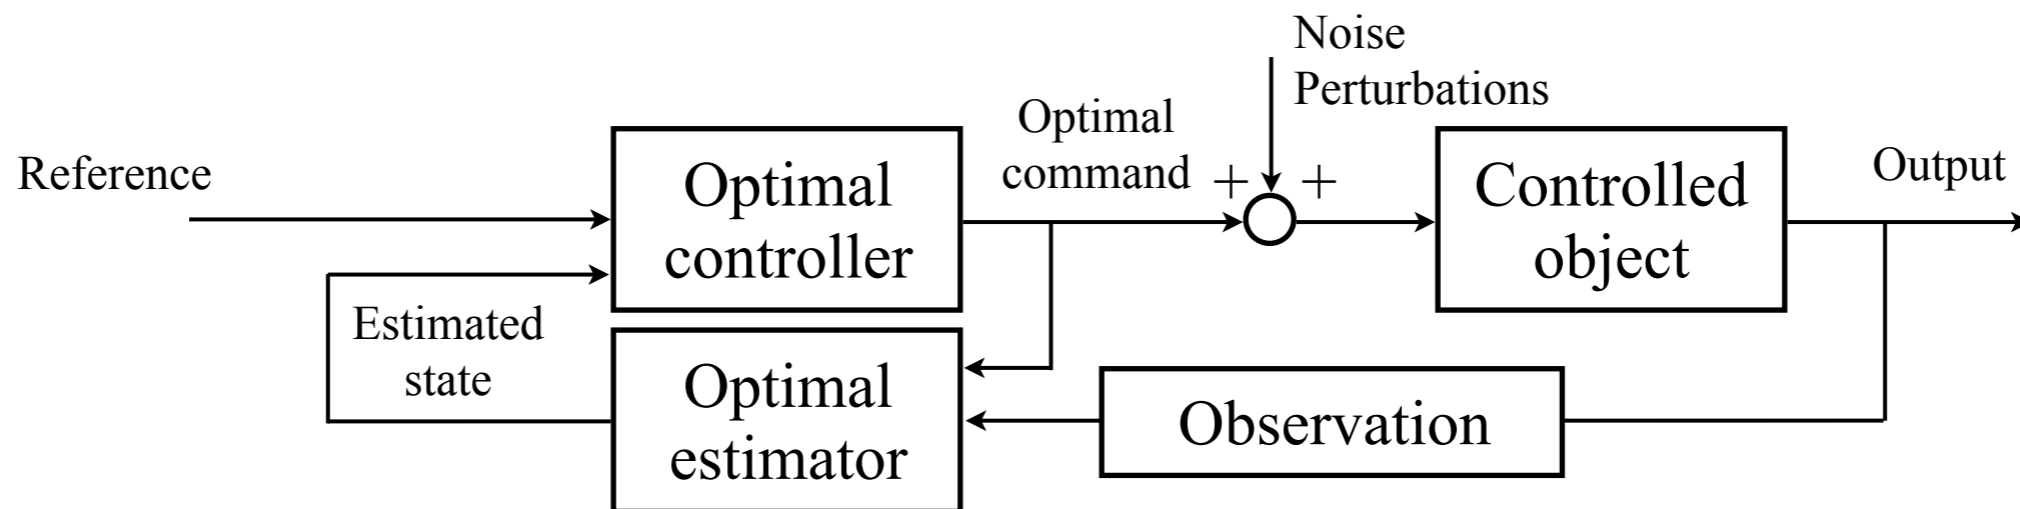 Noise
Perturbations
Optimal
command
+ +
Reference
Optimal
controller
Controlled
object
Output
Estimated
state
Optimal
estimator
Observation